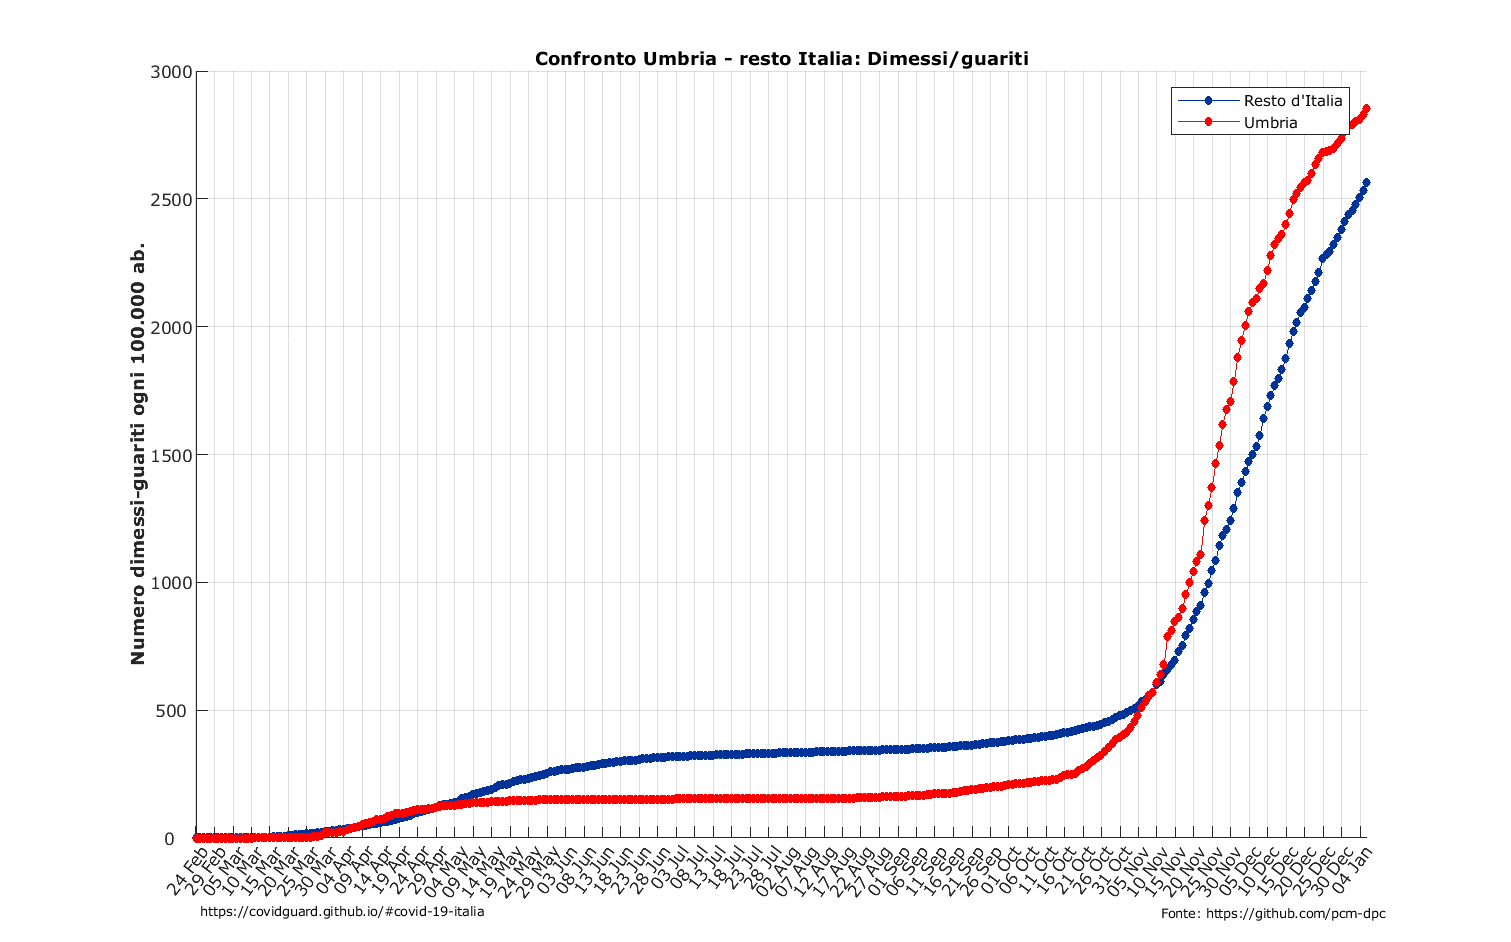 Confronto Umbria - resto Italia: Dimessi/guariti
Numero dimessi-guariti ogni 100.000 ab.
3000
2500
2000
1500
1000
500
0
Resto d'Italia
Umbria
24 Feb
29 Feb
05 Mar
10 Mar
15 Mar
20 Mar
25 Mar
30 Mar
04 Apr
09 Apr
14 Apr
19 Apr
24 Apr
29 Apr
04 May
09 May
14 May
19 May
24 May
29 May
03 Jun
08 Jun
13 Jun
18 Jun
23 Jun
28 Jun
03 Jul
08 Jul
13 Jul
18 Jul
23 Jul
28 Jul
02 Aug
07 Aug
12 Aug
17 Aug
22 Aug
27 Aug
01 Sep
06 Sep
11 Sep
16 Sep
21 Sep
26 Sep
01 Oct
06 Oct
11 Oct
16 Oct
21 Oct
26 Oct
31 Oct
05 Nov
10 Nov
15 Nov
20 Nov
25 Nov
30 Nov
05 Dec
10 Dec
15 Dec
20 Dec
25 Dec
30 Dec
04 Jan
https://covidguard.github.io/#covid-19-italia
Fonte: https://github.com/pcm-dpc